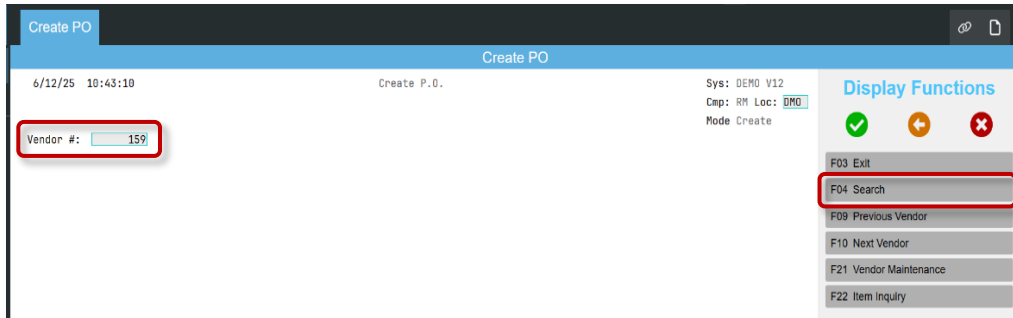 Create PO
Create PO
6/12/25 10:43:10 Create P.O. Sys: DEMO V12
Cmp: RM Loc: DMO
Mode Create
Vendor #: 159
Display Functions
F03 Exit
F04 Search
F09 Previous Vendor
F10 Next Vendor
F21 Vendor Maintenance
F22 Item Inquiry